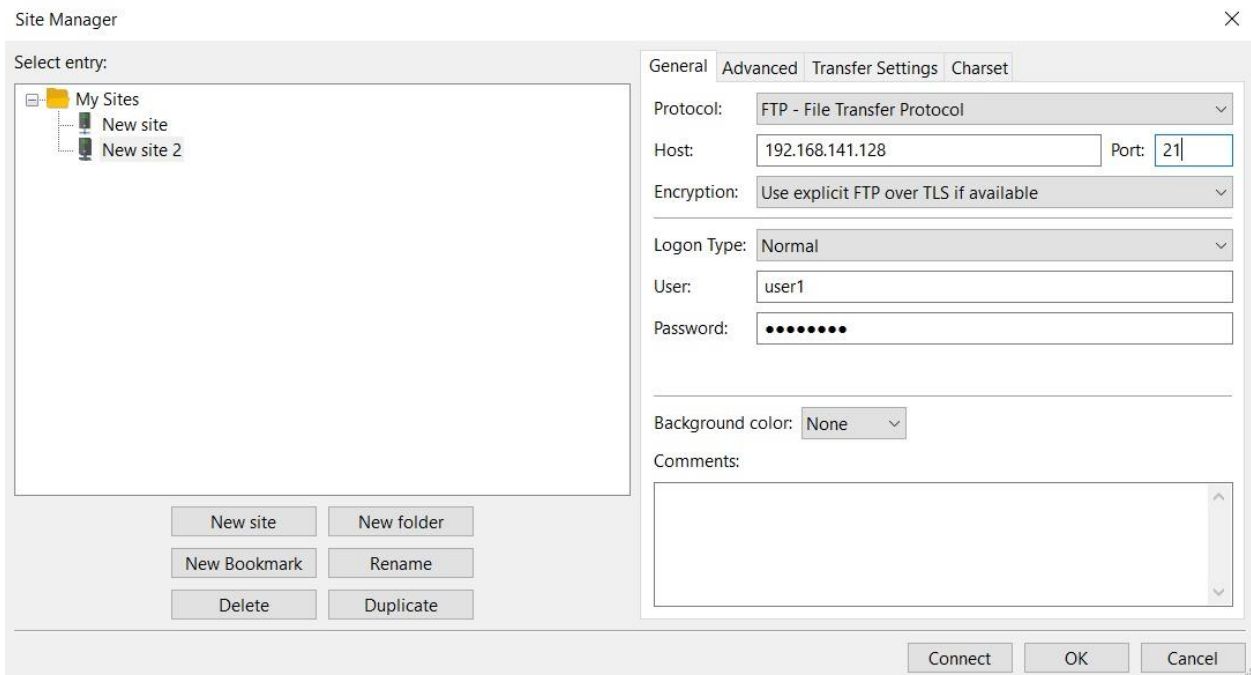 Site Manager
Select entry:
My Sites
New site
New site 2
New site
New folder
New Bookmark
Rename
Delete
Duplicate
General
Advanced
Transfer Settings
Charset
Protocol:
FTP - File Transfer Protocol
Host:
192.168.141.128
Port:
21
Encryption:
Use explicit FTP over TLS if available
Logon Type:
Normal
User:
user1
Password:
●●●●●●●●
Background color:
None
Comments:
Connect
OK
Cancel